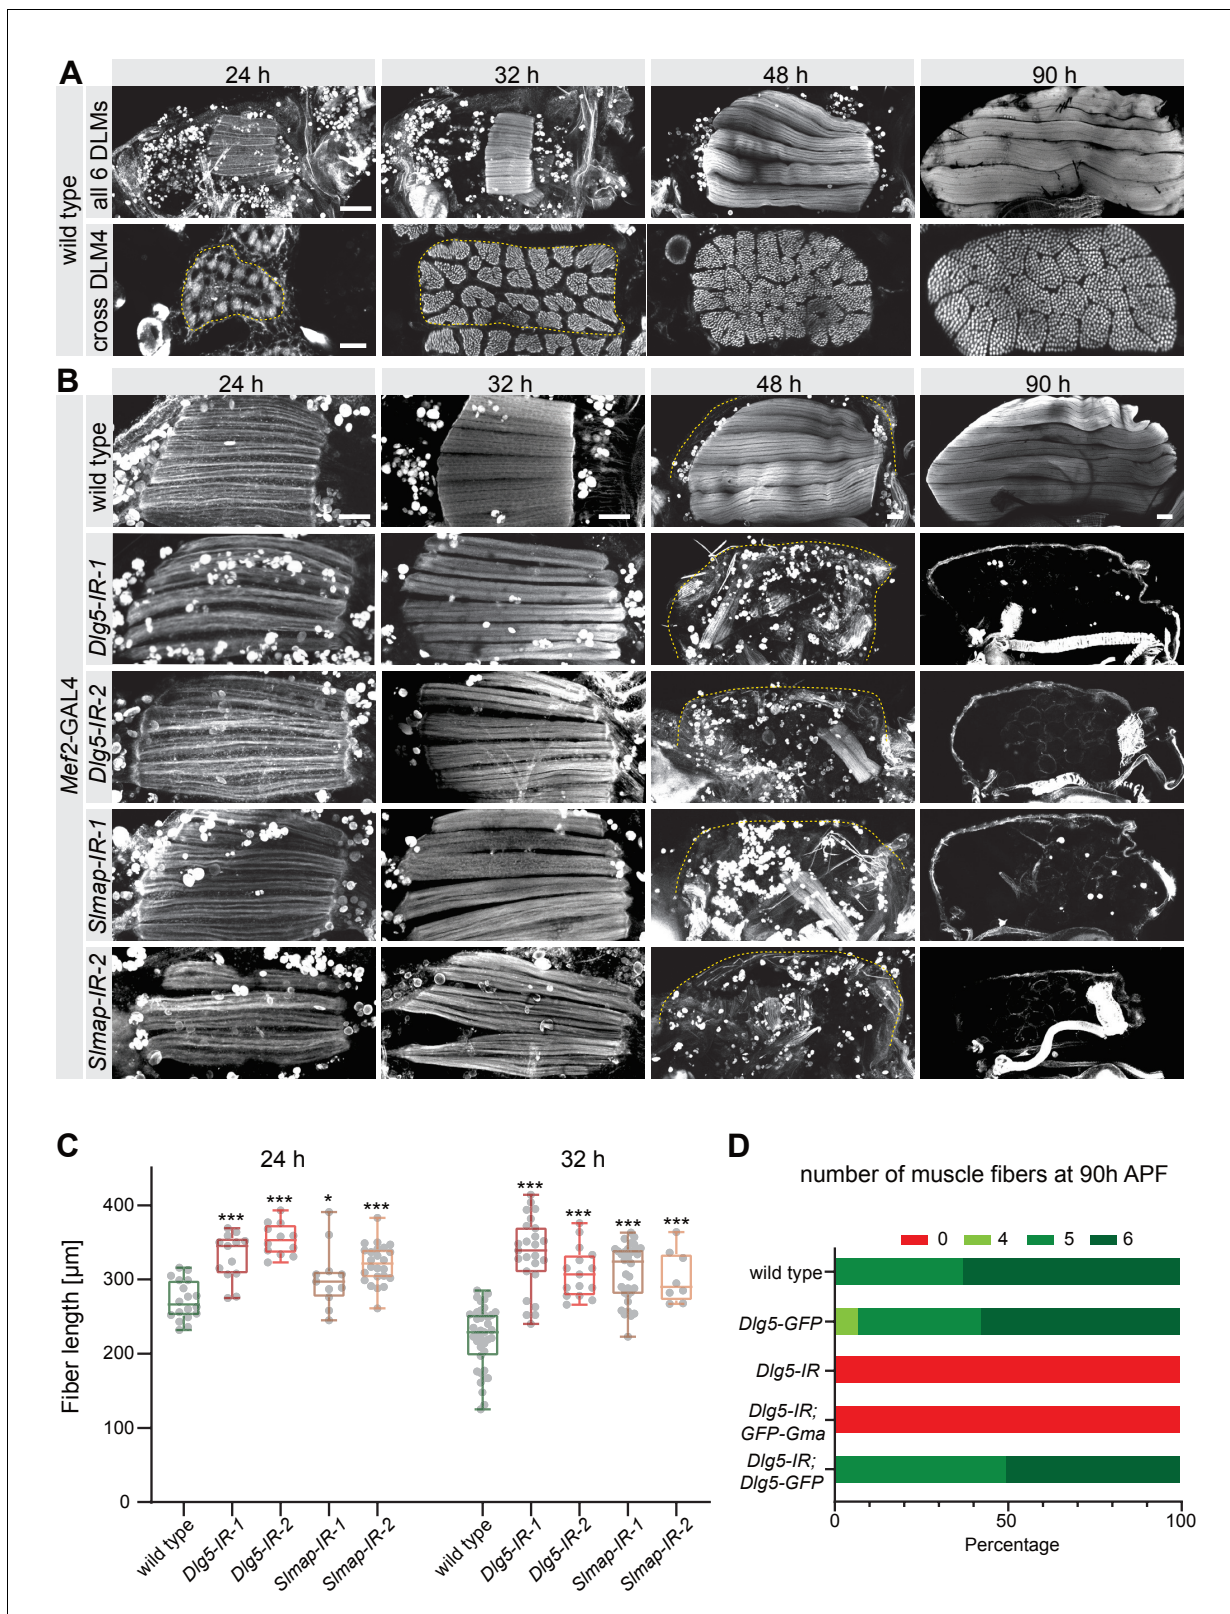 A
24 h
32 h
48 h
90 h
wild type
all 6 DLMs
cross DLM4
B
24 h
32 h
48 h
90 h
Mef2-GAL4
wild type
Dlg5-IR-1
Dlg5-IR-2
Slmap-IR-1
Slmap-IR-2
C
24 h
32 h
Fiber length [µm]
400
300
200
100
0
***
***
*
***
***
***
***
***
wild type
Dlg5-IR-1
Dlg5-IR-2
Slmap-IR-1
Slmap-IR-2
wild type
Dlg5-IR-1
Dlg5-IR-2
Slmap-IR-1
Slmap-IR-2
D
number of muscle fibers at 90h APF
0 4 5 6
wild type
Dlg5-GFP
Dlg5-IR
Dlg5-IR;
GFP-Gma
Dlg5-IR;
Dlg5-GFP
0 50 100
Percentage